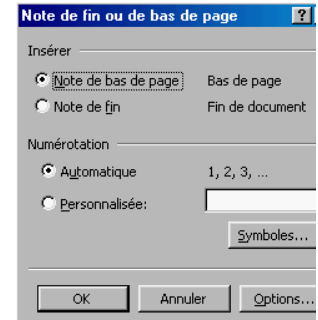 Note de fin ou de bas de page ?
Insérer
Note de bas de page Bas de page
Note de fin Fin de document
Numérotation
Automatique 1, 2, 3, ...
Personnalisée:
Symboles...
OK Annuler Options...